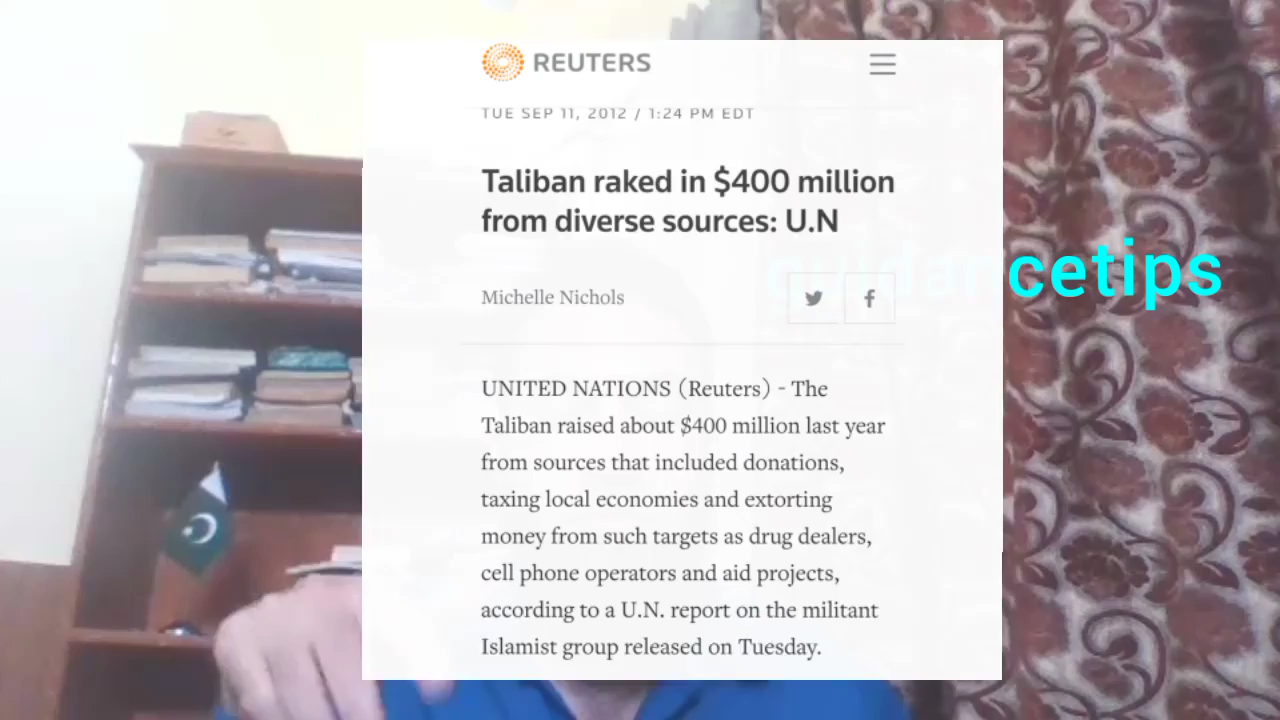 REUTERS
TUE SEP 11, 2012 / 1:24 PM EDT
Taliban raked in $400 million
from diverse sources: U.N
guidancetips
Michelle Nichols
UNITED NATIONS (Reuters) - The
Taliban raised about $400 million last year
from sources that included donations,
taxing local economies and extorting
money from such targets as drug dealers,
cell phone operators and aid projects,
according to a U.N. report on the militant
Islamist group released on Tuesday.